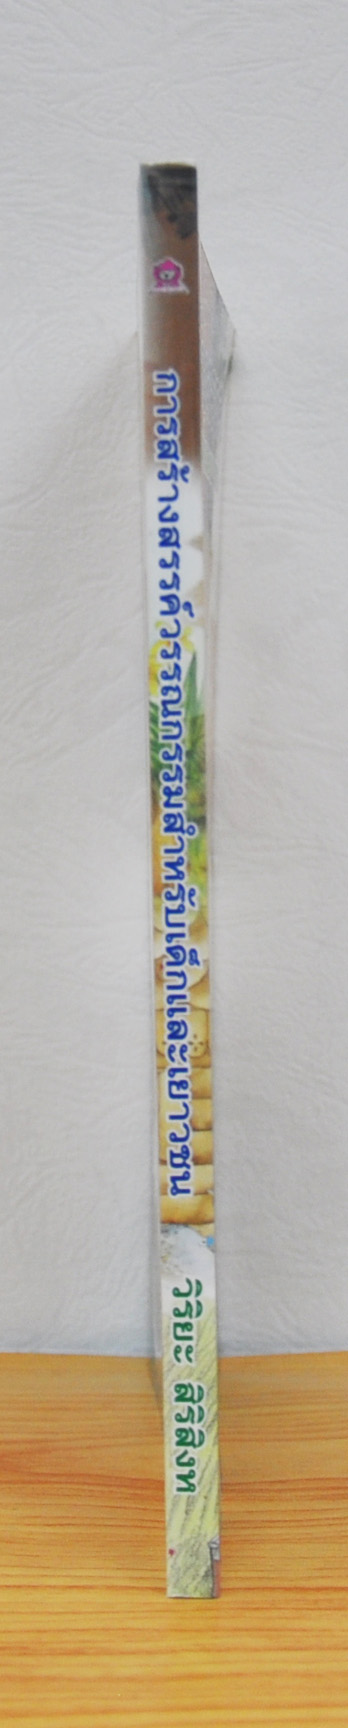 การสร้างสรรค์วรรณกรรมสำหรับเด็กและเยาวชน
วิริยะ สิริสิงห